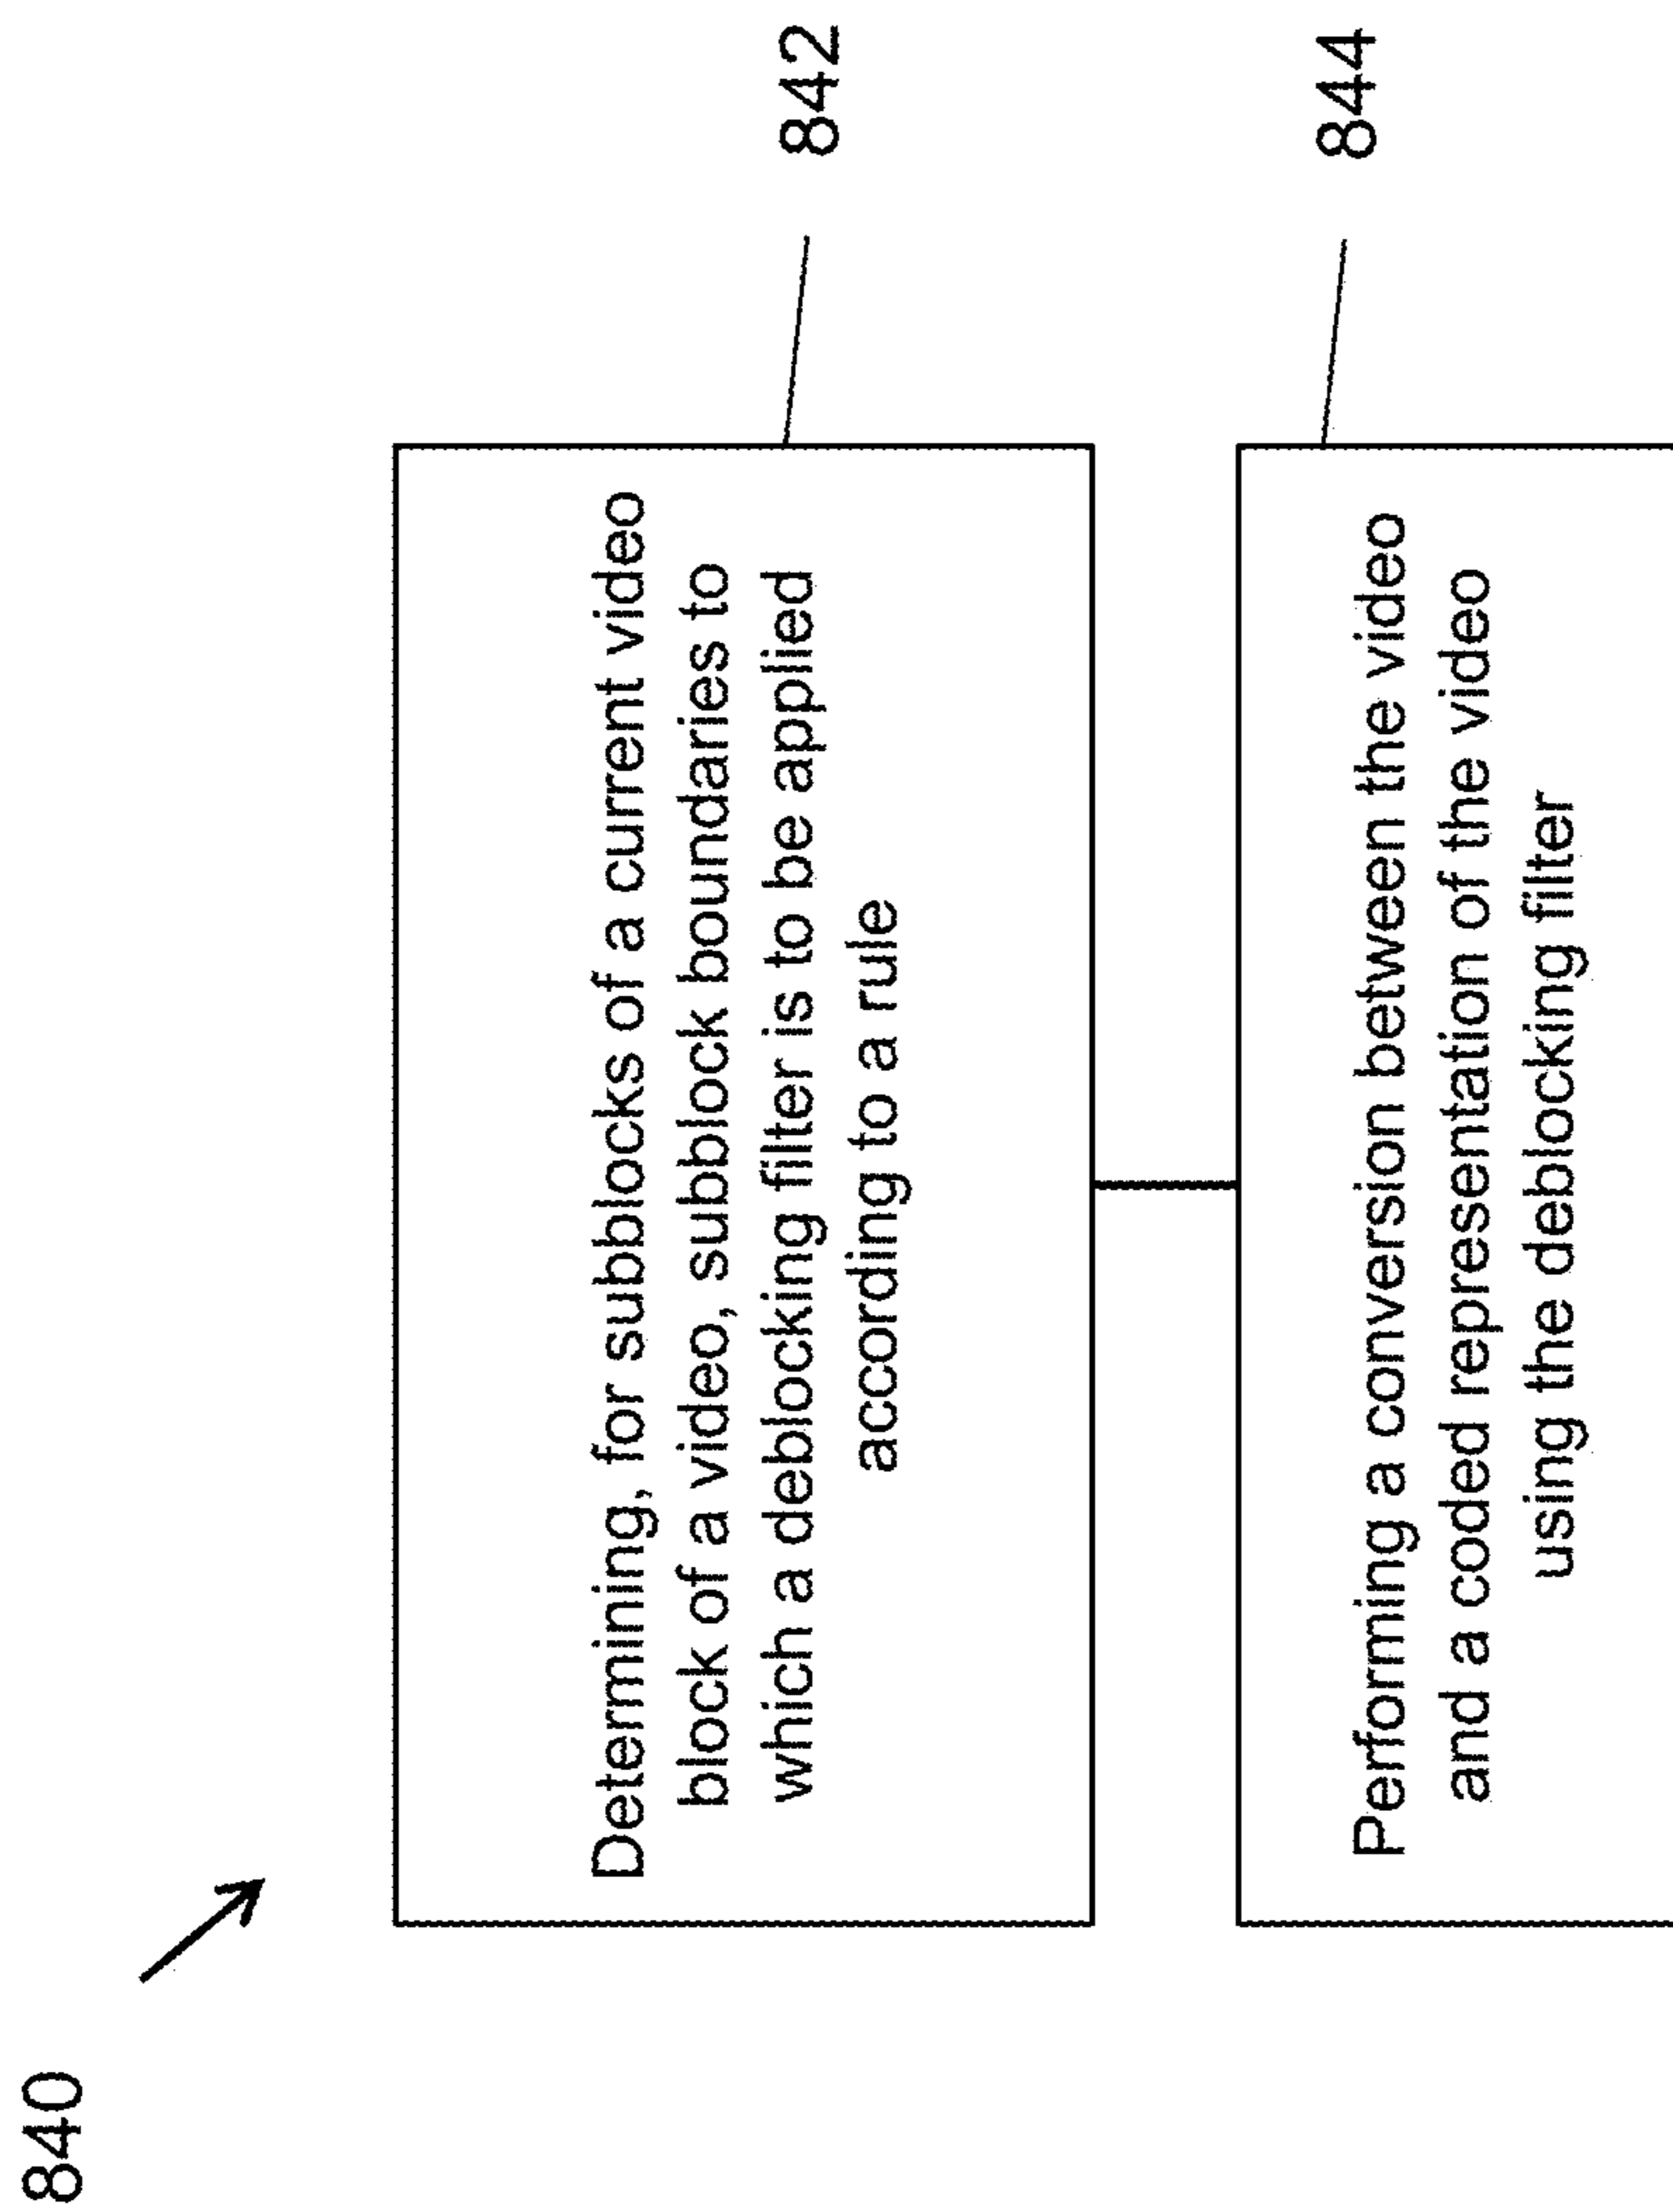 840
Determining, for subblocks of a current video
block of a video, subblock boundaries to
which a deblocking filter is to be applied
according to a rule
842
Performing a conversion between the video
and a coded representation of the video
using the deblocking filter
844